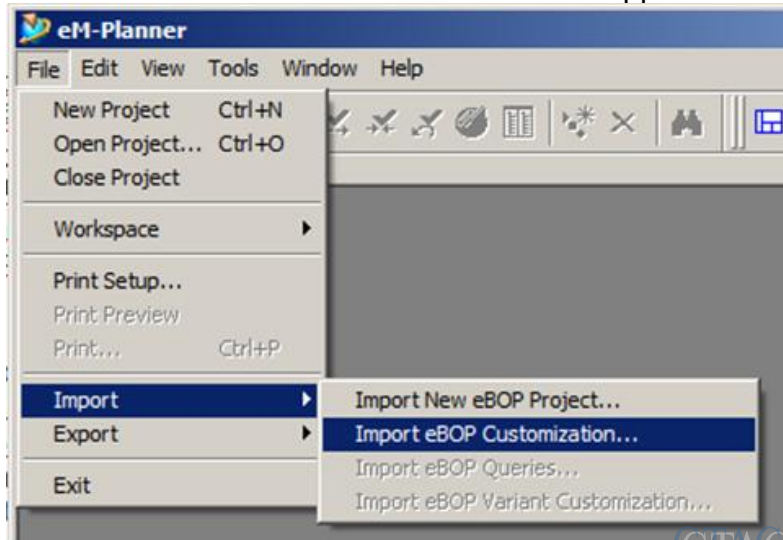 eM-Planner
File Edit View Tools Window Help
New Project Ctrl+N
Open Project... Ctrl+O
Close Project
Workspace
Print Setup...
Print Preview
Print... Ctrl+P
Import
Export
Exit
Import New eBOP Project...
Import eBOP Customization...
Import eBOP Queries...
Import eBOP Variant Customization...